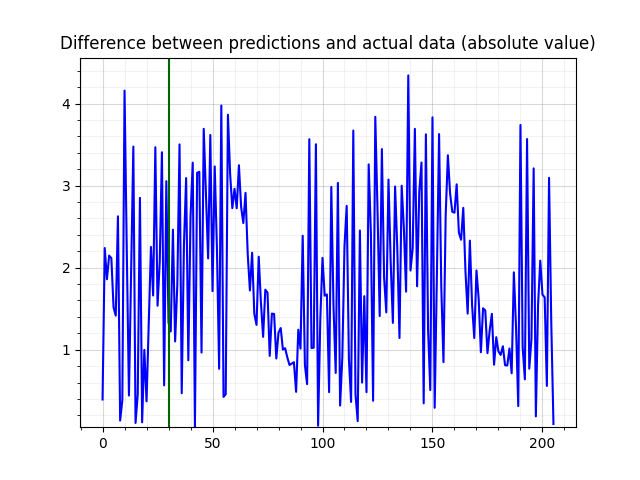 Difference between predictions and actual data (absolute value)
4
3
2
1
0 50 100 150 200